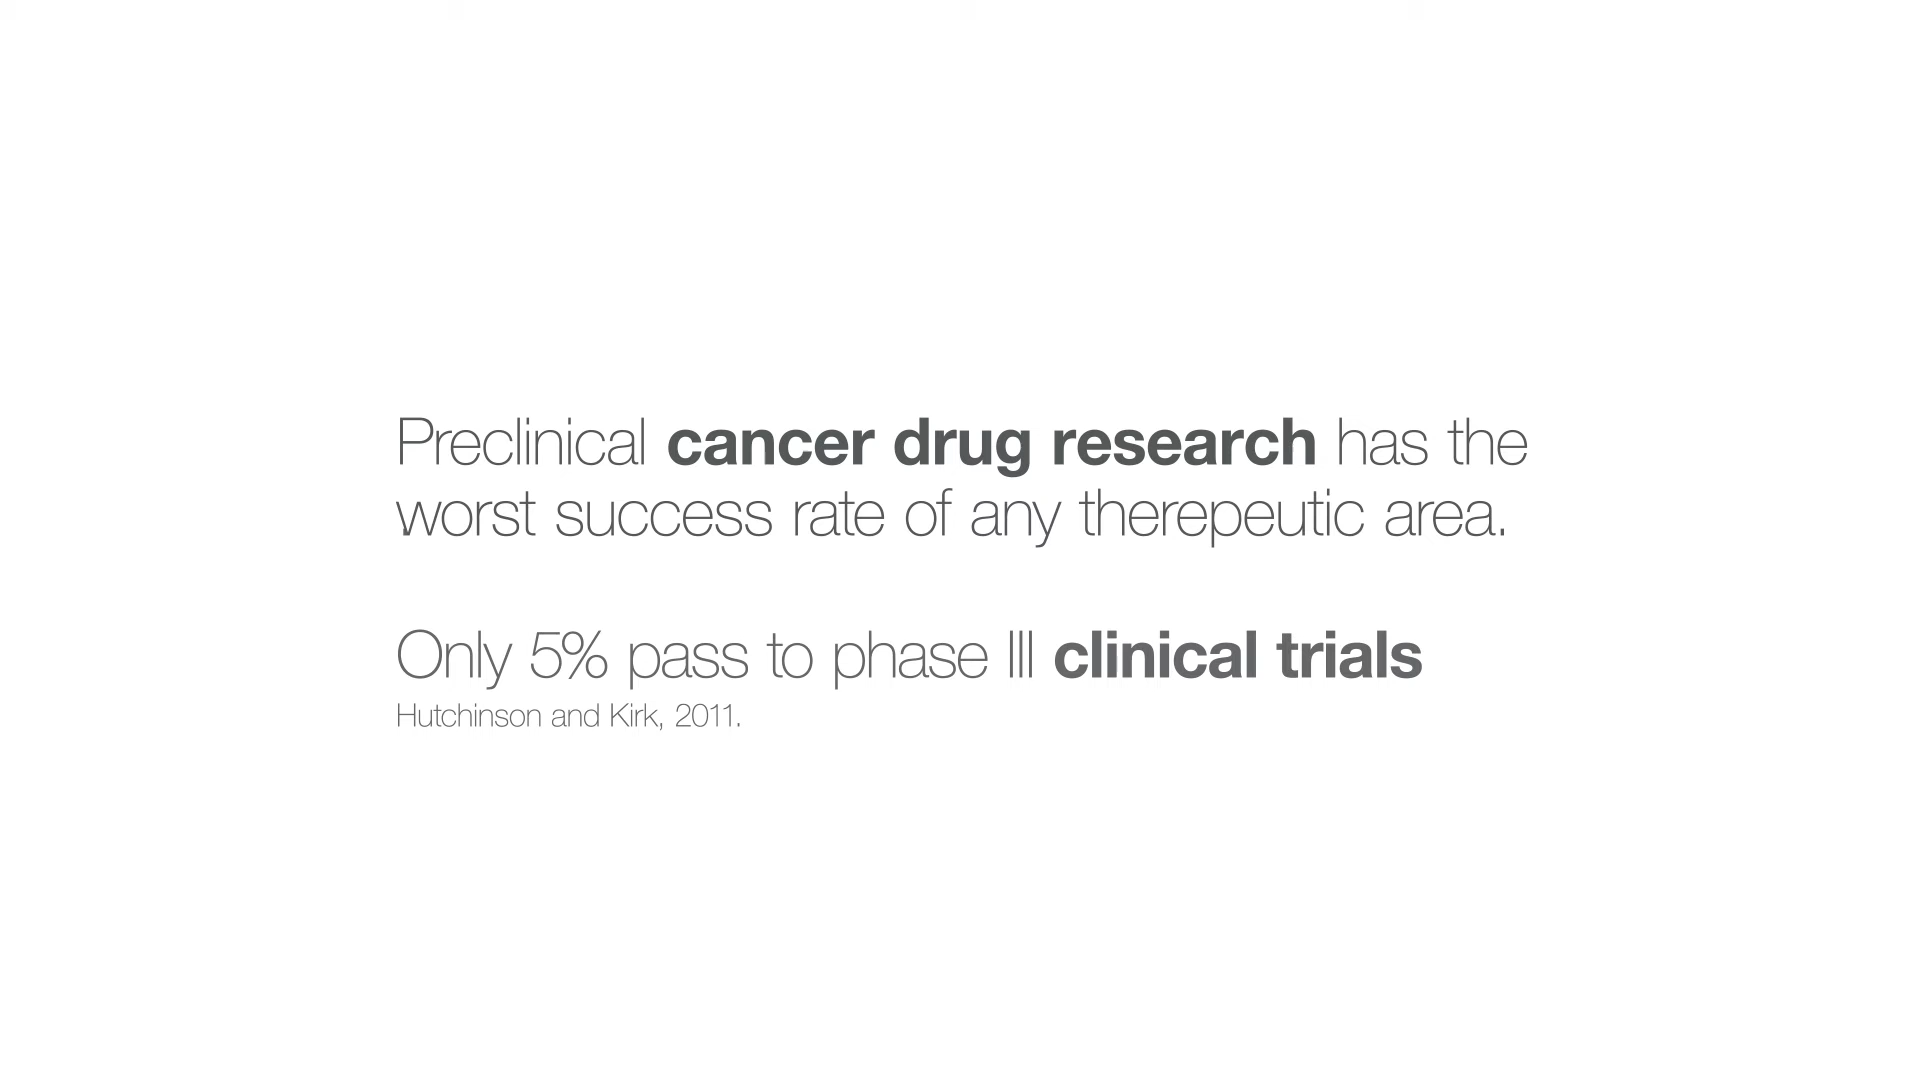 Preclinical cancer drug research has the
worst success rate of any therepeutic area.
Only 5% pass to phase III clinical trials
Hutchinson and Kirk, 2011.